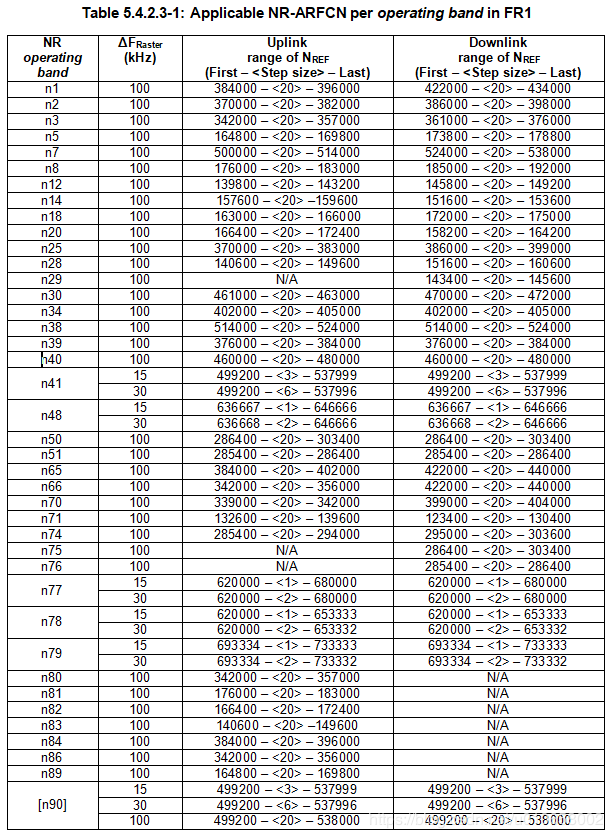 Table 5.4.2.3-1: Applicable NR-ARFCN per operating band in FR1
NR operating band ΔFRaster (kHz) Uplink range of NREF (First – <Step size> – Last) Downlink range of NREF (First – <Step size> – Last)
n1 100 384000 – <20> – 396000 422000 – <20> – 434000
n2 100 370000 – <20> – 382000 386000 – <20> – 398000
n3 100 342000 – <20> – 357000 361000 – <20> – 376000
n5 100 164800 – <20> – 169800 173800 – <20> – 178800
n7 100 500000 – <20> – 514000 524000 – <20> – 538000
n8 100 176000 – <20> – 183000 185000 – <20> – 192000
n12 100 139800 – <20> – 143200 145800 – <20> – 149200
n14 100 157600 – <20> –159600 151600 – <20> – 153600
n18 100 163000 – <20> – 166000 172000 – <20> – 175000
n20 100 166400 – <20> – 172400 158200 – <20> – 164200
n25 100 370000 – <20> – 383000 386000 – <20> – 399000
n28 100 140600 – <20> – 149600 151600 – <20> – 160600
n29 100 N/A 143400 – <20> – 145600
n30 100 461000 – <20> – 463000 470000 – <20> – 472000
n34 100 402000 – <20> – 405000 402000 – <20> – 405000
n38 100 514000 – <20> – 524000 514000 – <20> – 524000
n39 100 376000 – <20> – 384000 376000 – <20> – 384000
n40 100 460000 – <20> – 480000 460000 – <20> – 480000
n41 15 499200 – <3> – 537999 499200 – <3> – 537999
30 499200 – <6> – 537996 499200 – <6> – 537996
n48 15 636667 – <1> – 646666 636667 – <1> – 646666
30 636668 – <2> – 646666 636668 – <2> – 646666
n50 100 286400 – <20> – 303400 286400 – <20> – 303400
n51 100 285400 – <20> – 286400 285400 – <20> – 286400
n65 100 384000 – <20> – 402000 422000 – <20> – 440000
n66 100 342000 – <20> – 356000 422000 – <20> – 440000
n70 100 339000 – <20> – 342000 399000 – <20> – 404000
n71 100 132600 – <20> – 139600 123400 – <20> – 130400
n74 100 285400 – <20> – 294000 295000 – <20> – 303600
n75 100 N/A 286400 – <20> – 303400
n76 100 N/A 285400 – <20> – 286400
n77 15 620000 – <1> – 680000 620000 – <1> – 680000
30 620000 – <2> – 680000 620000 – <2> – 680000
n78 15 620000 – <1> – 653333 620000 – <1> – 653333
30 620000 – <2> – 653332 620000 – <2> – 653332
n79 15 693334 – <1> – 733333 693334 – <1> – 733333
30 693334 – <2> – 733332 693334 – <2> – 733332
n80 100 342000 – <20> – 357000 N/A
n81 100 176000 – <20> – 183000 N/A
n82 100 166400 – <20> – 172400 N/A
n83 100 140600 – <20> –149600 N/A
n84 100 384000 – <20> – 396000 N/A
n86 100 342000 – <20> – 356000 N/A
n89 100 164800 – <20> – 169800 N/A
[n90] 15 499200 – <3> – 537999 499200 – <3> – 537999
30 499200 – <6> – 537996 499200 – <6> – 537996
100 499200 – <20> – 538000 499200 – <20> – 538000